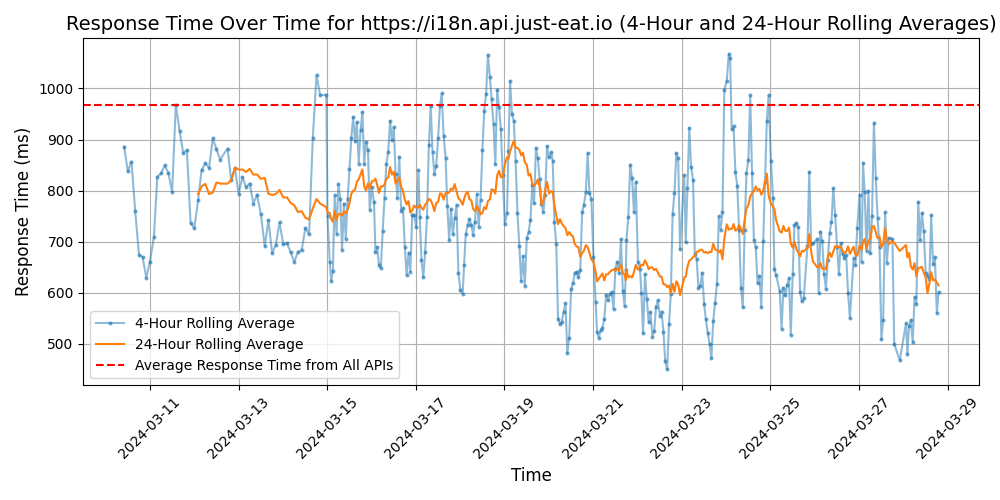 Response Time Over Time for https://i18n.api.just-eat.io (4-Hour and 24-Hour Rolling Averages)
Response Time (ms)
1000
900
800
700
600
500
4-Hour Rolling Average
24-Hour Rolling Average
Average Response Time from All APIs
2024-03-11
2024-03-13
2024-03-15
2024-03-17
2024-03-19
2024-03-21
2024-03-23
2024-03-25
2024-03-27
2024-03-29
Time